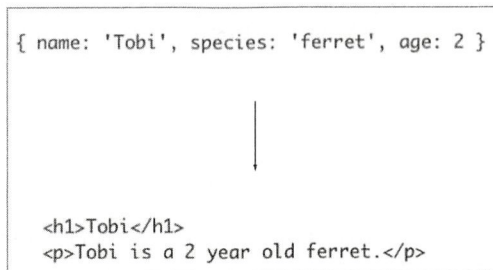 { name: 'Tobi', species: 'ferret', age: 2 }
<h1>Tobi</h1>
<p>Tobi is a 2 year old ferret.</p>